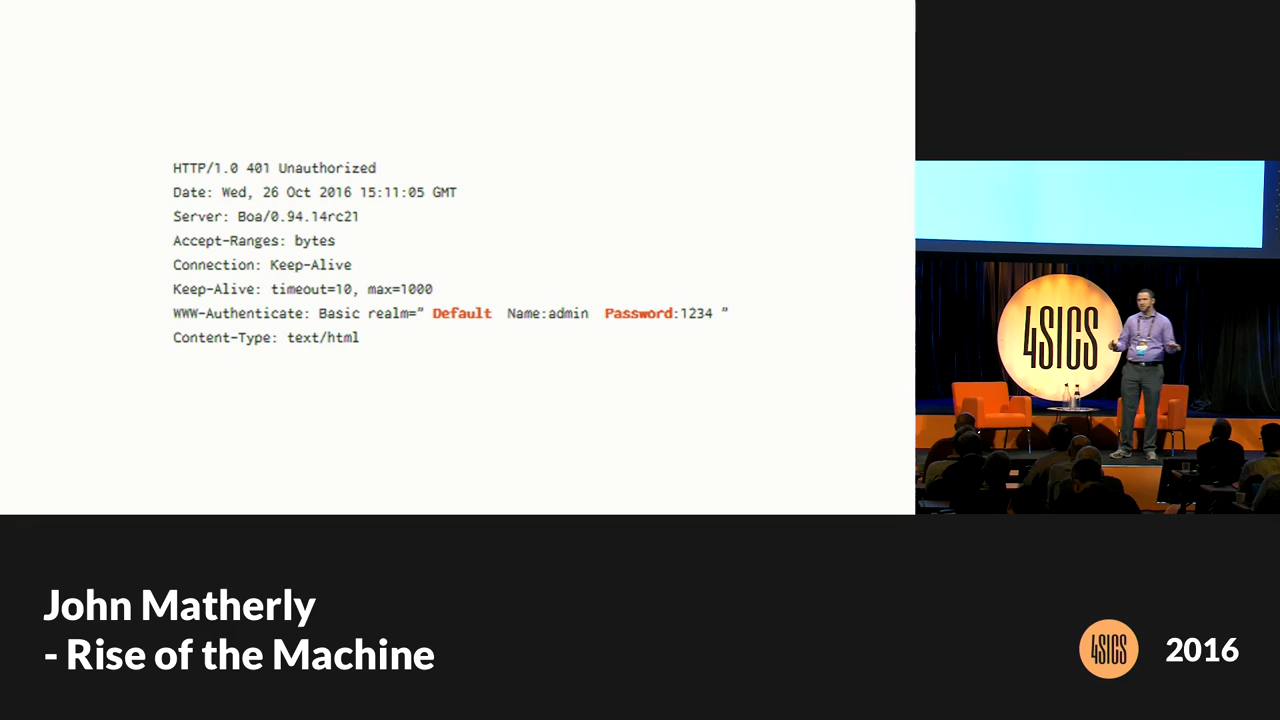 HTTP/1.0 401 Unauthorized
Date: Wed, 26 Oct 2016 15:11:05 GMT
Server: Boa/0.94.14rc21
Accept-Ranges: bytes
Connection: Keep-Alive
Keep-Alive: timeout=10, max=1000
WWW-Authenticate: Basic realm=" Default  Name:admin  Password:1234 "
Content-Type: text/html
4SICS
John Matherly
- Rise of the Machine
4SICS
2016